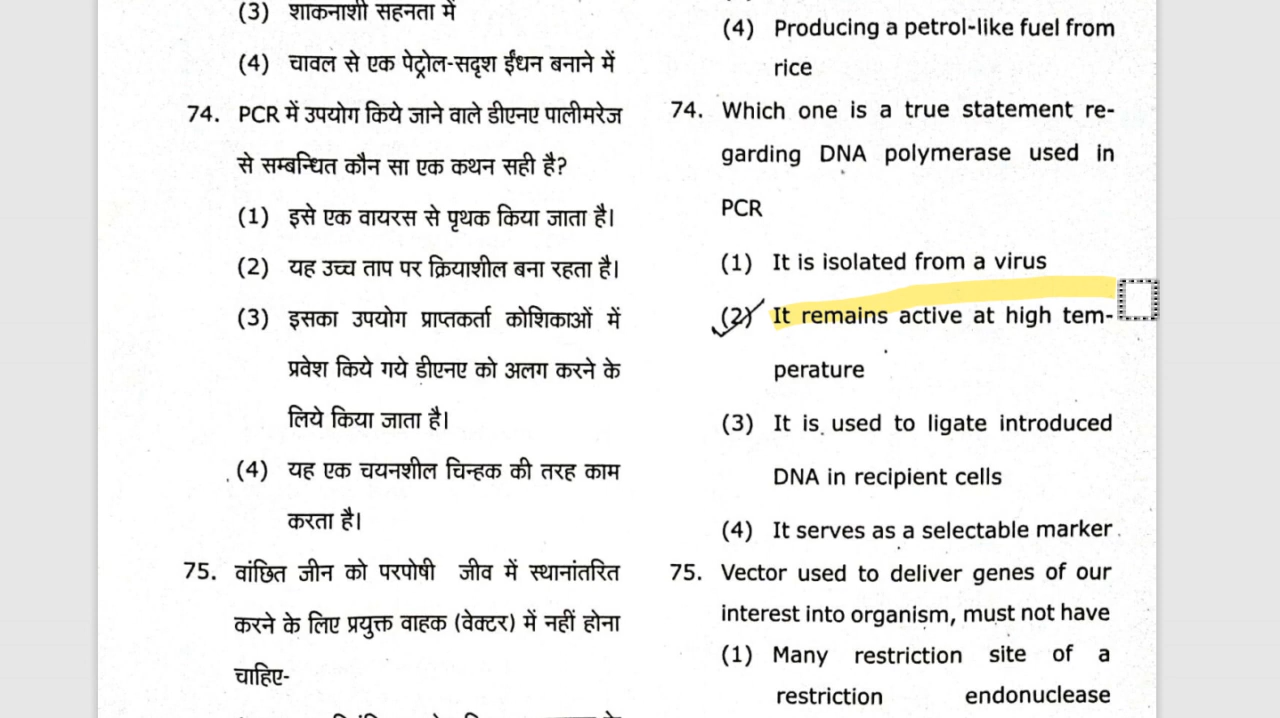 (3) शाकनाशी सहनता में
(4) चावल से एक पेट्रोल-सदृश ईंधन बनाने में
74. PCR में उपयोग किये जाने वाले डीएनए पालीमरेज
से सम्बन्धित कौन सा एक कथन सही है?
(1) इसे एक वायरस से पृथक किया जाता है।
(2) यह उच्च ताप पर क्रियाशील बना रहता है।
(3) इसका उपयोग प्राप्तकर्ता कोशिकाओं में
प्रवेश किये गये डीएनए को अलग करने के
लिये किया जाता है।
(4) यह एक चयनशील चिन्हक की तरह काम
करता है।
75. वांछित जीन को परपोषी जीव में स्थानांतरित
करने के लिए प्रयुक्त वाहक (वेक्टर) में नहीं होना
चाहिए-
(4) Producing a petrol-like fuel from
rice
74. Which one is a true statement re-
garding DNA polymerase used in
PCR
(1) It is isolated from a virus
(2) It remains active at high tem-
perature
(3) It is used to ligate introduced
DNA in recipient cells
(4) It serves as a selectable marker
75. Vector used to deliver genes of our
interest into organism, must not have
(1) Many restriction site of a
restriction endonuclease